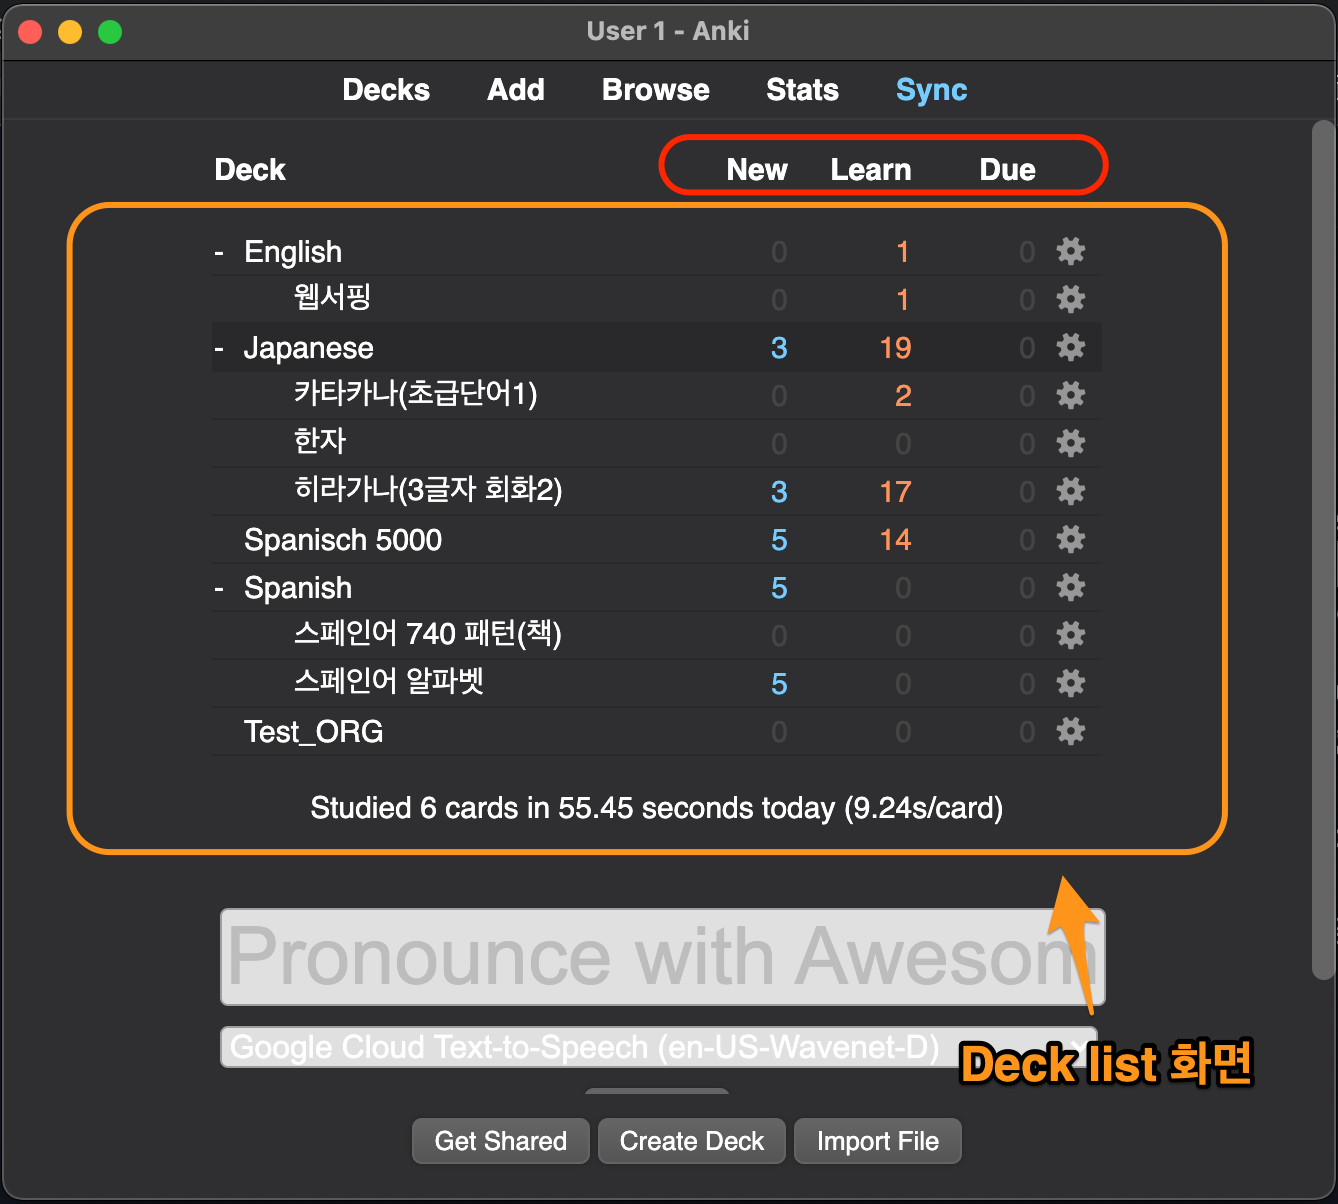 User 1 - Anki
Decks Add Browse Stats Sync
Deck New Learn Due
- English 0 1 0
웹서핑 0 1 0
- Japanese 3 19 0
카타카나(초급단어1) 0 2 0
한자 0 0 0
히라가나(3글자 회화2) 3 17 0
Spanisch 5000 5 14 0
- Spanish 5 0 0
스페인어 740 패턴(책) 0 0 0
스페인어 알파벳 5 0 0
Test_ORG 0 0 0
Studied 6 cards in 55.45 seconds today (9.24s/card)
Pronounce with Awesom
Google Cloud Text-to-Speech (en-US-Wavenet-D)
Deck list 화면
Get Shared Create Deck Import File